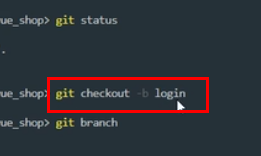 ue_shop> git status
.
ue_shop> git checkout -b login
ue_shop> git branch